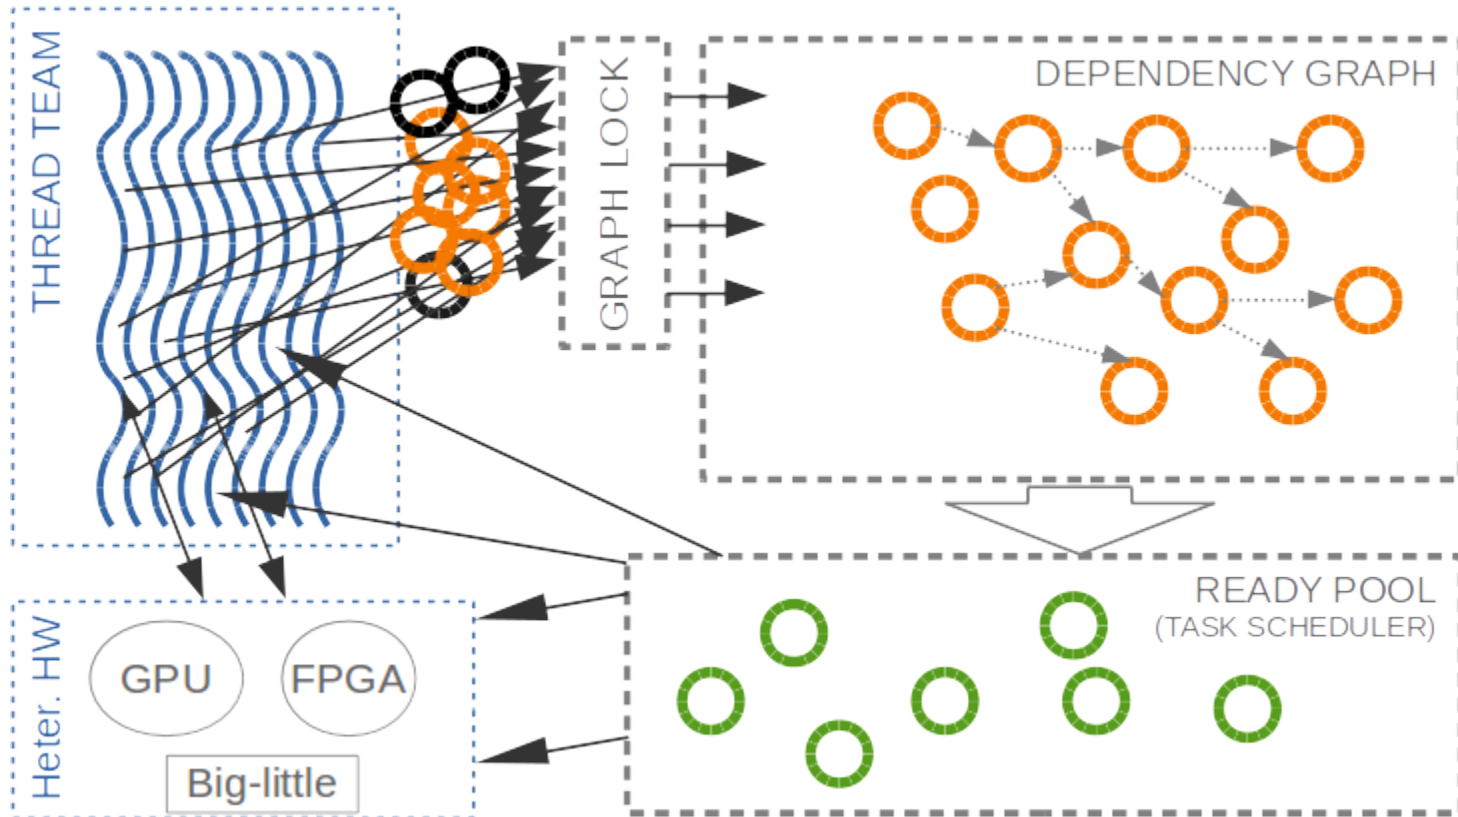 THREAD TEAM
GRAPH LOCK
DEPENDENCY GRAPH
READY POOL
(TASK SCHEDULER)
Heter. HW
GPU
FPGA
Big-little